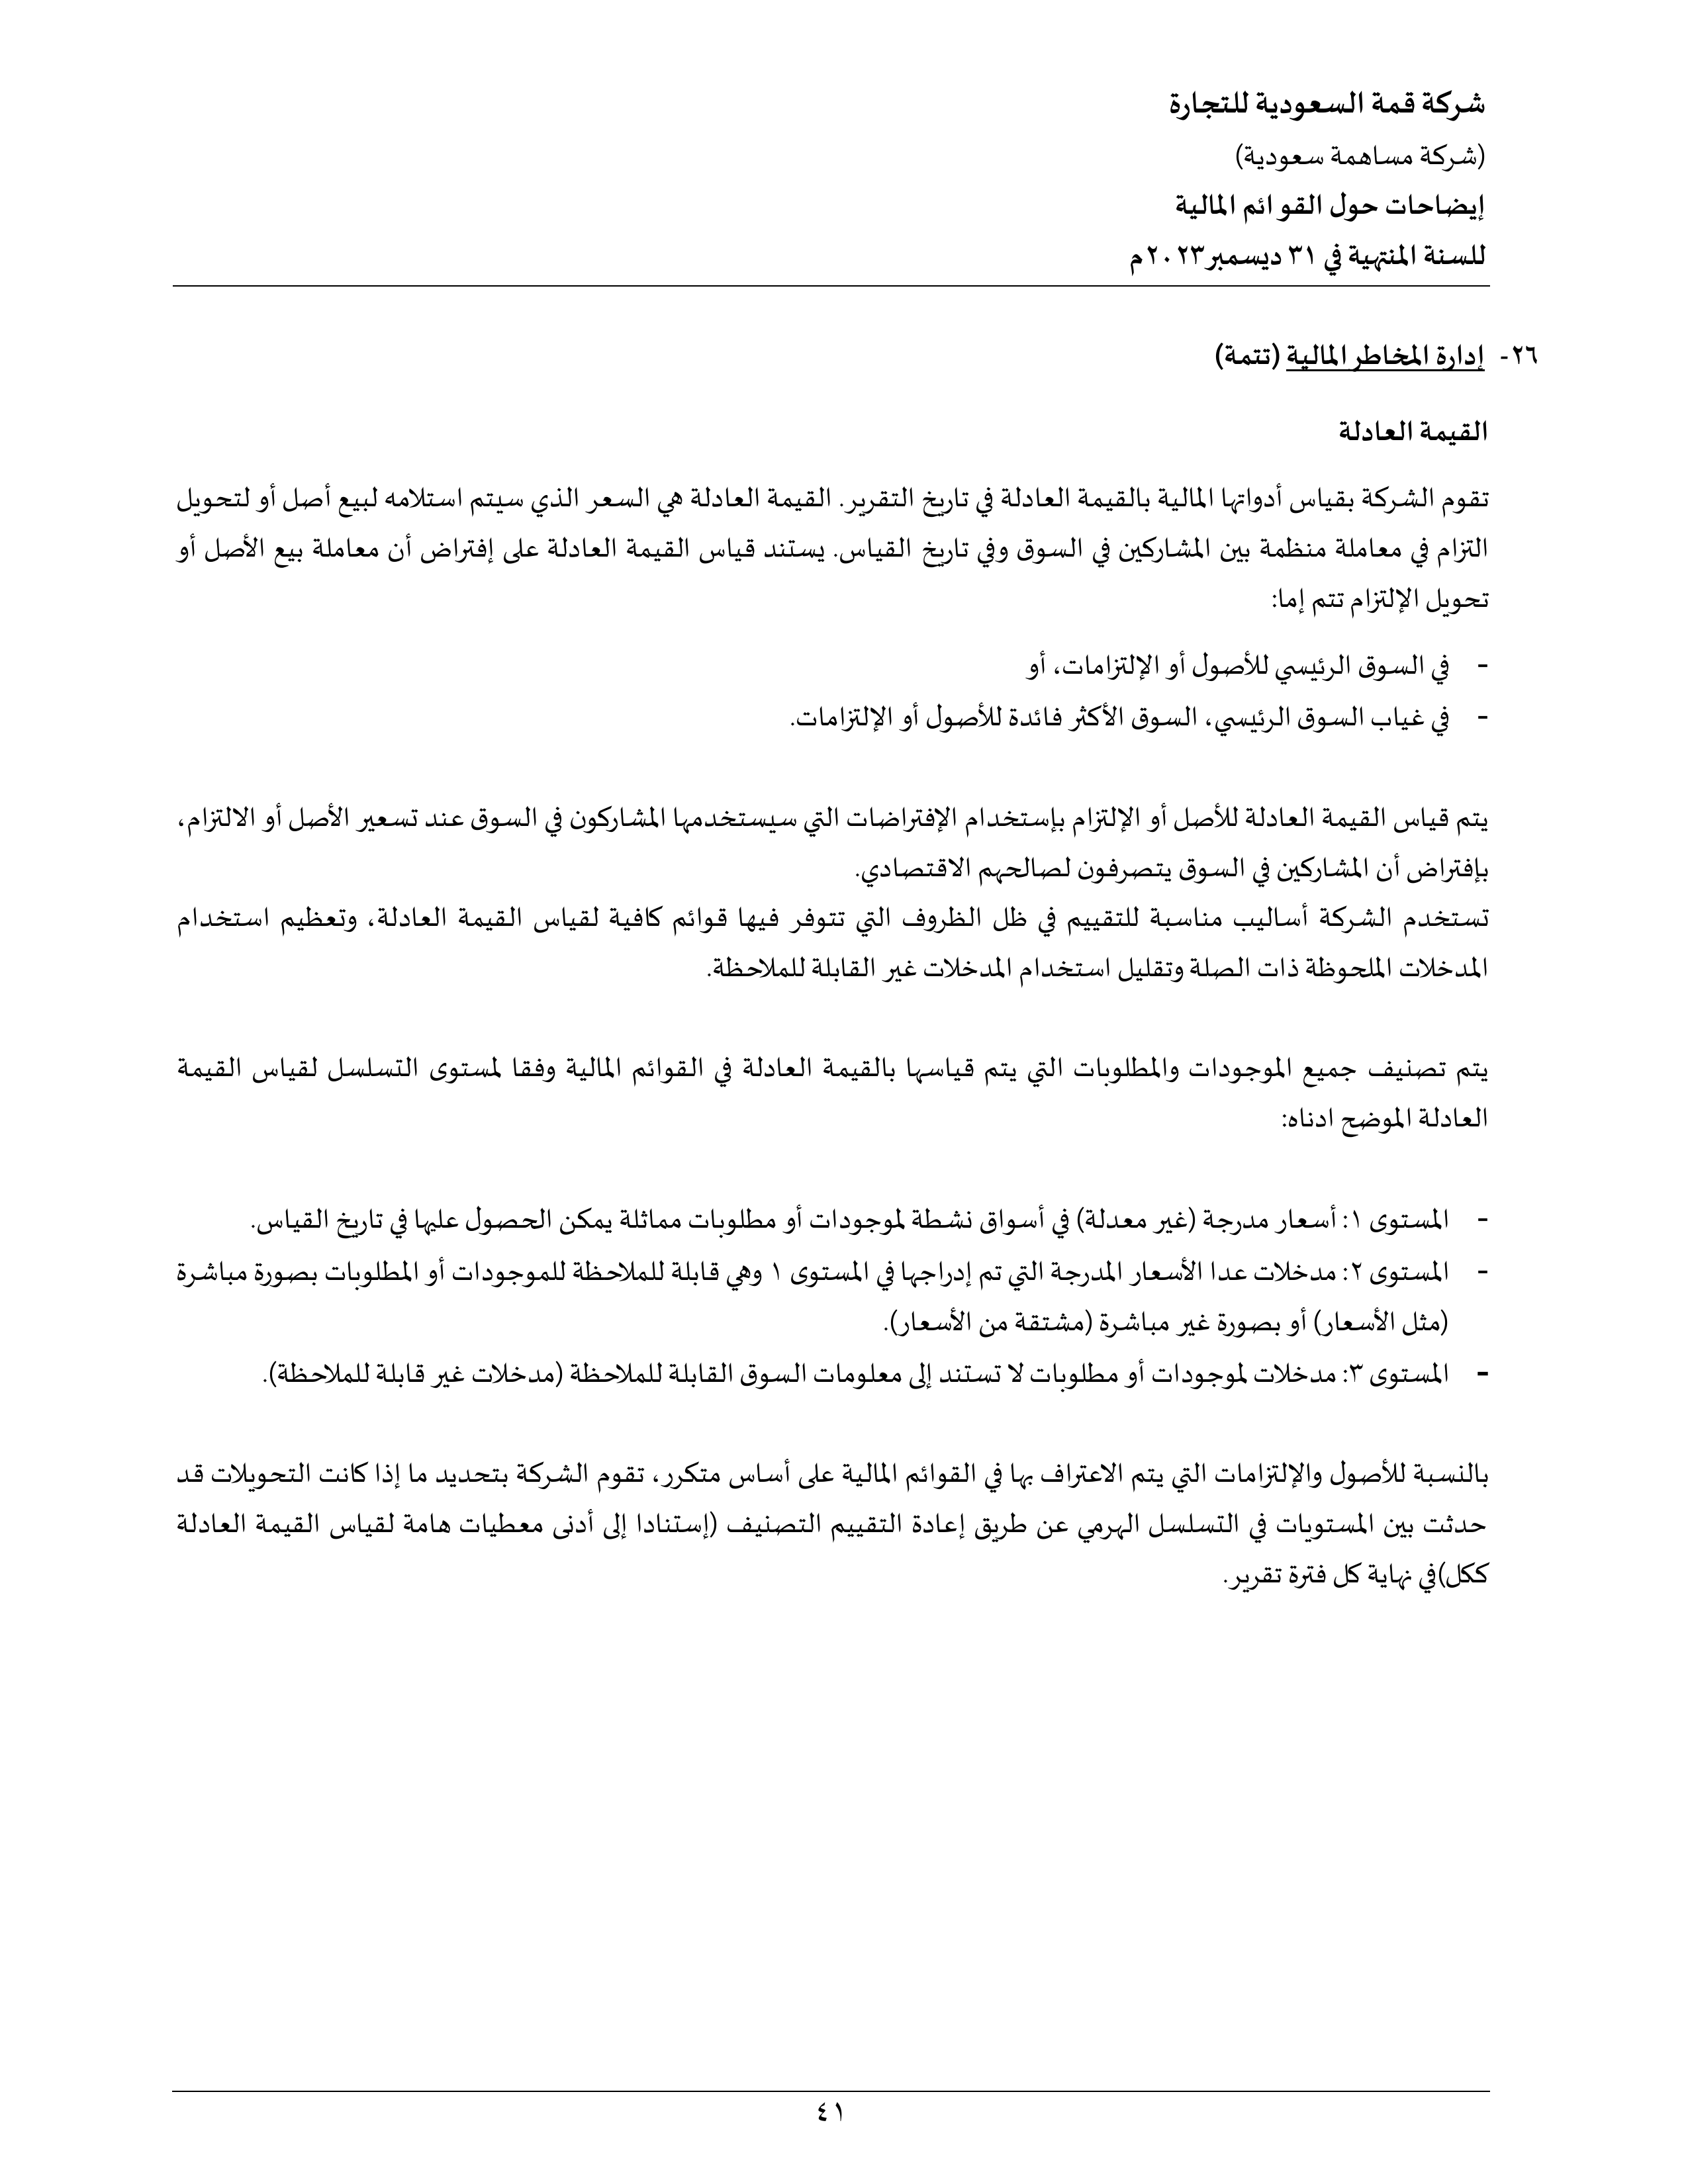 شركة قمة السعودية للتجارة
(شركة مساهمة سعودية)
إيضاحات حول القوائم المالية
للسنة المنتهية في ٣١ ديسمبر٢٠٢٣م
٢٦- إدارة المخاطر المالية (تتمة)
القيمة العادلة
تقوم الشركة بقياس أدواتها المالية بالقيمة العادلة في تاريخ التقرير. القيمة العادلة هي السعر الذي سيتم استلامه لبيع أصل أو لتحويل
التزام في معاملة منظمة بين المشاركين في السوق وفي تاريخ القياس. يستند قياس القيمة العادلة على إفتراض أن معاملة بيع الأصل أو
تحويل الإلتزام تتم إما:
- في السوق الرئيسي للأصول أو الإلتزامات، أو
- في غياب السوق الرئيسي، السوق الأكثر فائدة للأصول أو الإلتزامات.
يتم قياس القيمة العادلة للأصل أو الإلتزام بإستخدام الإفتراضات التي سيستخدمها المشاركون في السوق عند تسعير الأصل أو الالتزام،
بإفتراض أن المشاركين في السوق يتصرفون لصالحهم الاقتصادي.
تستخدم الشركة أساليب مناسبة للتقييم في ظل الظروف التي تتوفر فيها قوائم كافية لقياس القيمة العادلة، وتعظيم استخدام
المدخلات الملحوظة ذات الصلة وتقليل استخدام المدخلات غير القابلة للملاحظة.
يتم تصنيف جميع الموجودات والمطلوبات التي يتم قياسها بالقيمة العادلة في القوائم المالية وفقا لمستوى التسلسل لقياس القيمة
العادلة الموضح ادناه:
- المستوى ١: أسعار مدرجة (غير معدلة) في أسواق نشطة لموجودات أو مطلوبات مماثلة يمكن الحصول عليها في تاريخ القياس.
- المستوى ٢: مدخلات عدا الأسعار المدرجة التي تم إدراجها في المستوى ١ وهي قابلة للملاحظة للموجودات أو المطلوبات بصورة مباشرة
(مثل الأسعار) أو بصورة غير مباشرة (مشتقة من الأسعار).
- المستوى ٣: مدخلات لموجودات أو مطلوبات لا تستند إلى معلومات السوق القابلة للملاحظة (مدخلات غير قابلة للملاحظة).
بالنسبة للأصول والإلتزامات التي يتم الاعتراف بها في القوائم المالية على أساس متكرر، تقوم الشركة بتحديد ما إذا كانت التحويلات قد
حدثت بين المستويات في التسلسل الهرمي عن طريق إعادة التقييم التصنيف (إستنادا إلى أدنى معطيات هامة لقياس القيمة العادلة
ككل)في نهاية كل فترة تقرير.
٤١